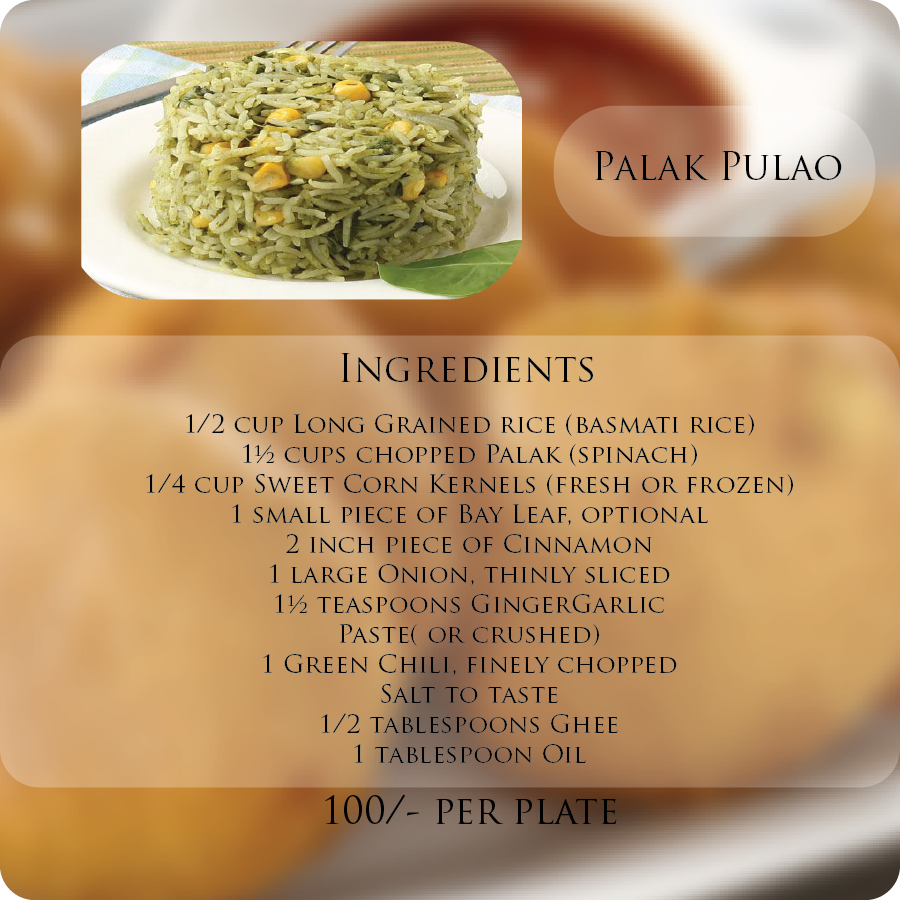 Palak Pulao
Ingredients
1/2 cup Long Grained rice (basmati rice)
1½ cups chopped Palak (spinach)
1/4 cup Sweet Corn Kernels (fresh or frozen)
1 small piece of Bay Leaf, optional
2 inch piece of Cinnamon
1 large Onion, thinly sliced
1½ teaspoons GingerGarlic
Paste( or crushed)
1 Green Chili, finely chopped
Salt to taste
1/2 tablespoons Ghee
1 tablespoon Oil
100/- per plate